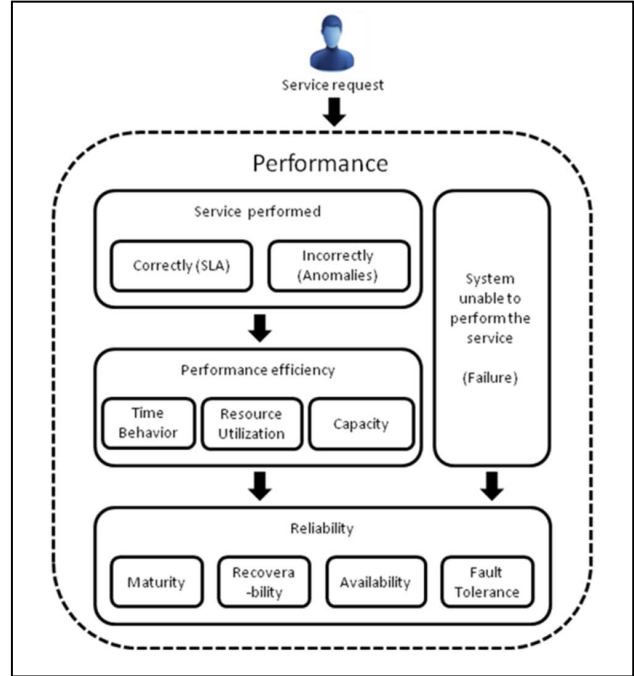 Service request
Performance
Service performed
Correctly (SLA)
Incorrectly
(Anomalies)
System
unable to
perform the
service
(Failure)
Performance efficiency
Time
Behavior
Resource
Utilization
Capacity
Reliability
Maturity
Recovera
-bility
Availability
Fault
Tolerance